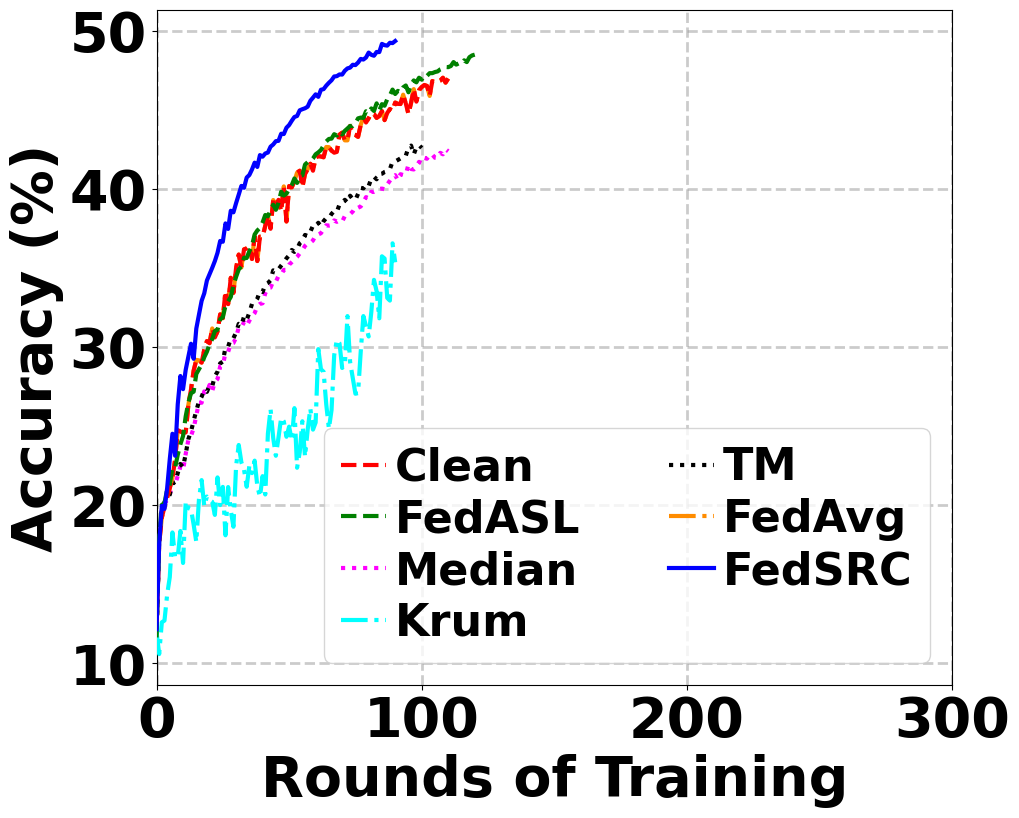 Accuracy (%)
50
40
30
20
10
Clean
FedASL
Median
Krum
TM
FedAvg
FedSRC
0 100 200 300
Rounds of Training